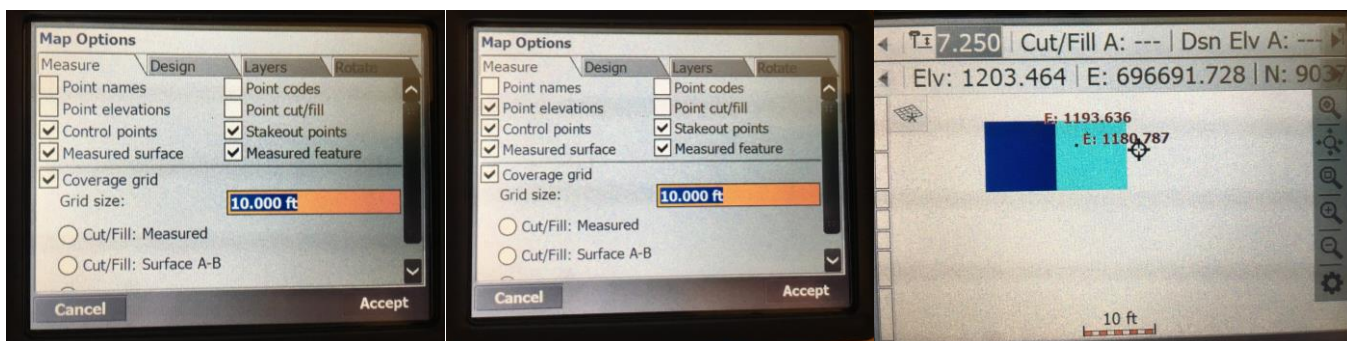 Map Options
Measure Design Layers Rotate
Point names Point codes
Point elevations Point cut/fill
Control points Stakeout points
Measured surface Measured feature
Coverage grid
Grid size: 10.000 ft
Cut/Fill: Measured
Cut/Fill: Surface A-B
Cancel Accept
Map Options
Measure Design Layers Rotate
Point names Point codes
Point elevations Point cut/fill
Control points Stakeout points
Measured surface Measured feature
Coverage grid
Grid size: 10.000 ft
Cut/Fill: Measured
Cut/Fill: Surface A-B
Cancel Accept
7.250 Cut/Fill A: --- Dsn Elv A: ---
Elv: 1203.464 E: 696691.728 N: 9037
E: 1193.636
E: 1180.787
10 ft